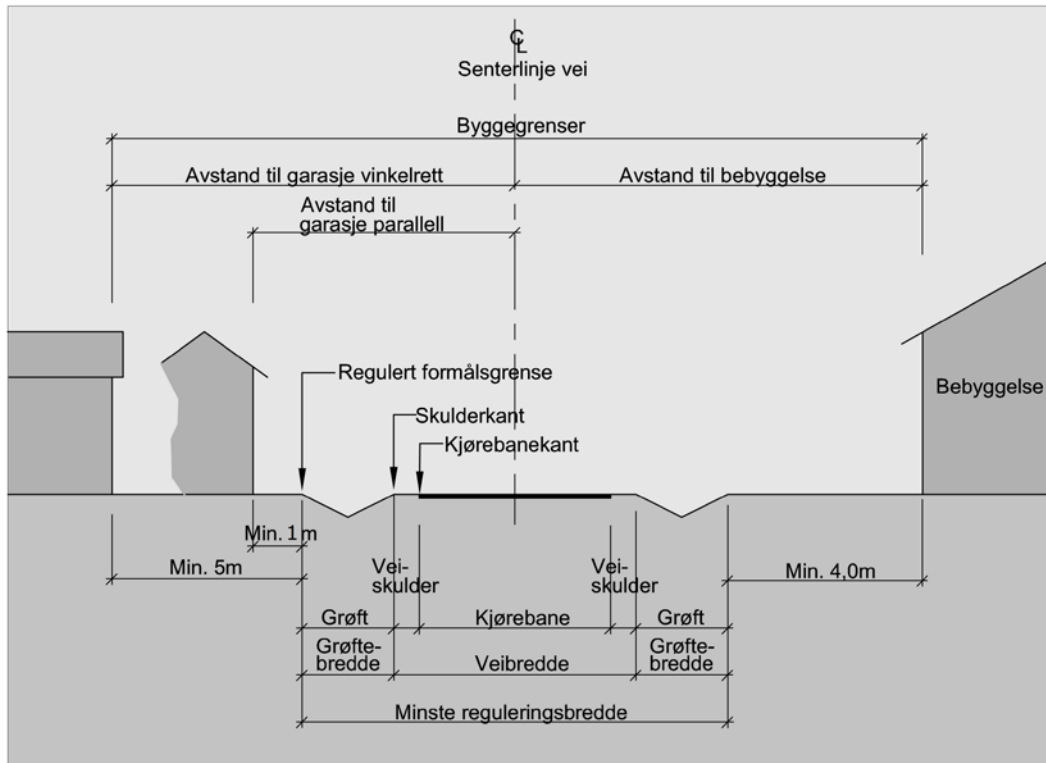 ℄
Senterlinje vei
Byggegrenser
Avstand til garasje vinkelrett
Avstand til bebyggelse
Avstand til
garasje parallell
Regulert formålsgrense
Skulderkant
Kjørebanekant
Bebyggelse
Min. 1 m
Min. 5m
Vei-
skulder
Vei-
skulder
Min. 4,0m
Grøft
Kjørebane
Grøft
Grøfte-
bredde
Veibredde
Grøfte-
bredde
Minste reguleringsbredde